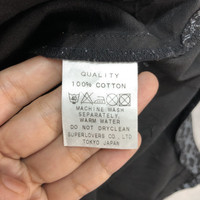 QUALITY
100% COTTON
MACHINE WASH
SEPARATELY,
WARM WATER
DO NOT DRYCLEAN
SUPERLOVERS CO., LTD
TOKYO JAPAN